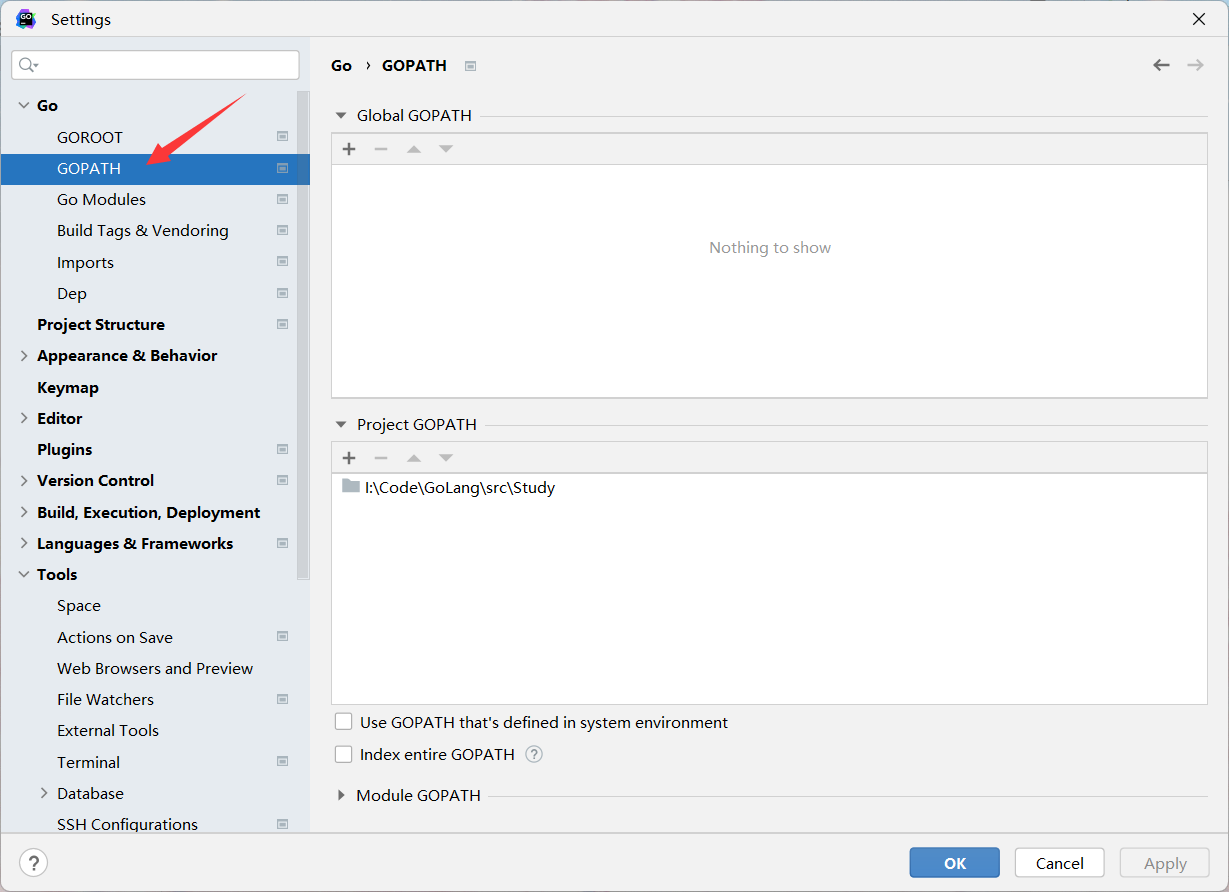 Settings
Go
GOROOT
GOPATH
Go Modules
Build Tags & Vendoring
Imports
Dep
Project Structure
Appearance & Behavior
Keymap
Editor
Plugins
Version Control
Build, Execution, Deployment
Languages & Frameworks
Tools
Space
Actions on Save
Web Browsers and Preview
File Watchers
External Tools
Terminal
Database
SSH Configurations
Go › GOPATH
Global GOPATH
Nothing to show
Project GOPATH
I:\Code\GoLang\src\Study
Use GOPATH that's defined in system environment
Index entire GOPATH ?
Module GOPATH
? OK Cancel Apply